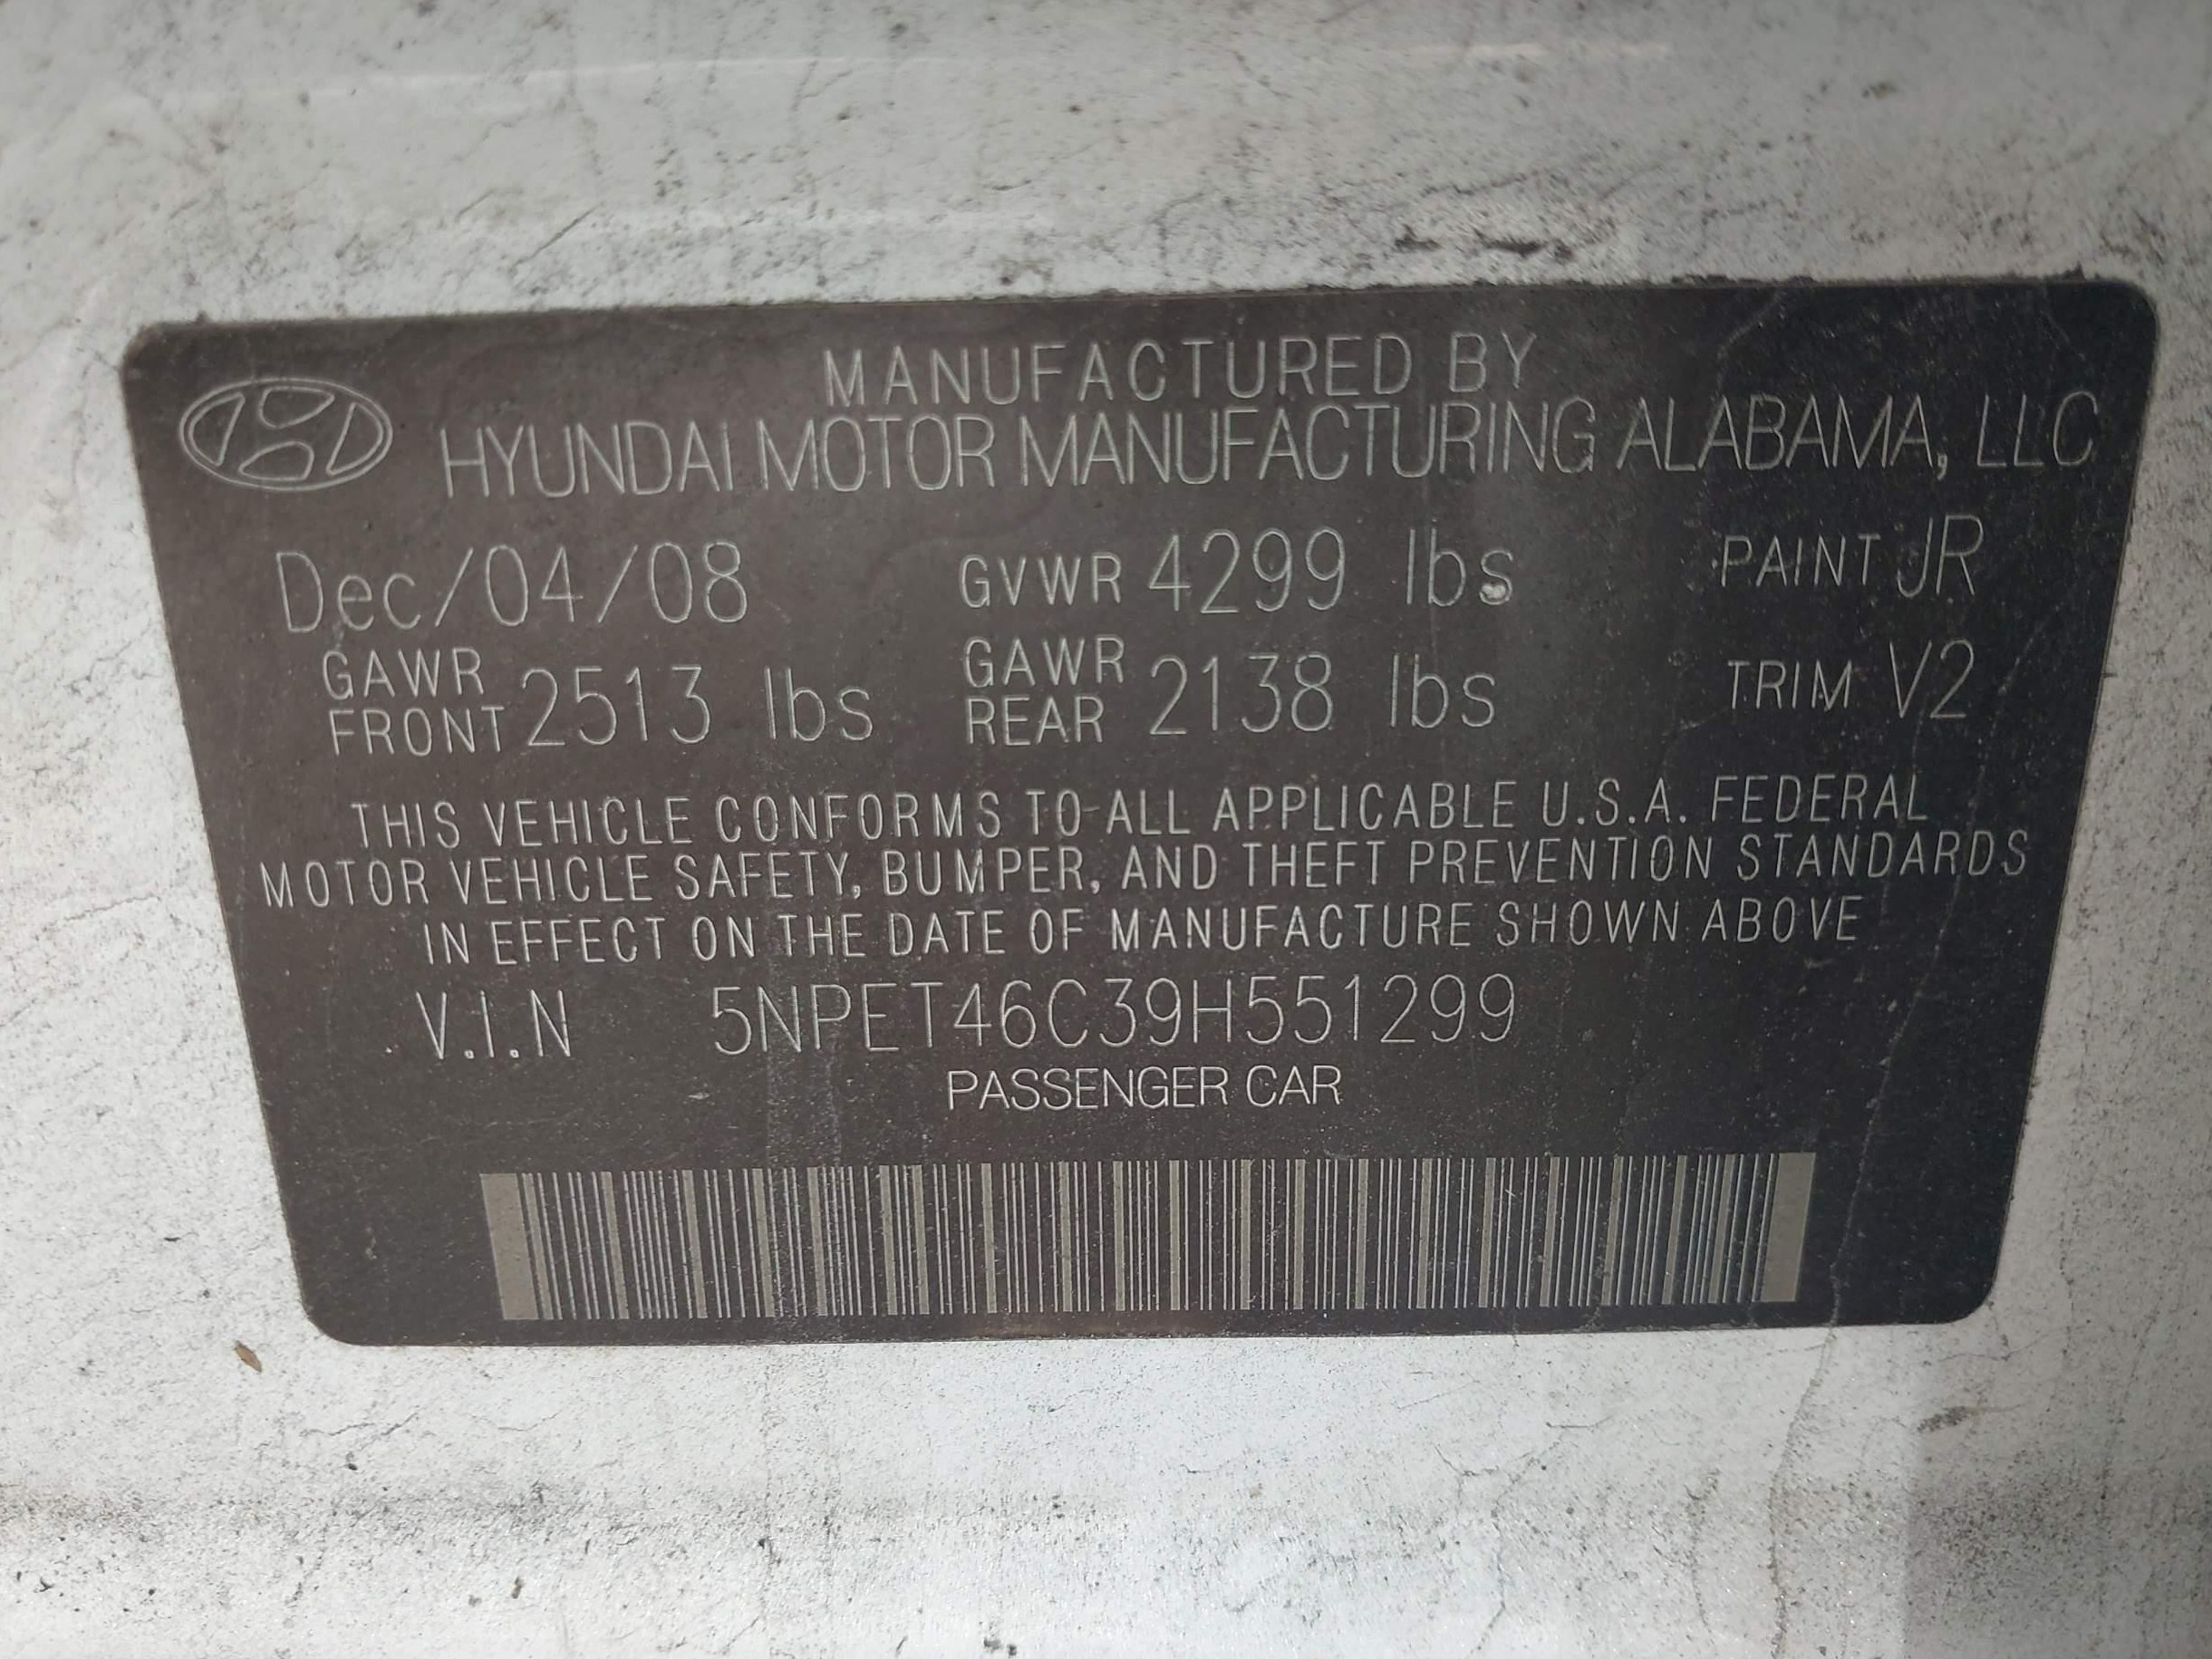 MANUFACTURED BY
HYUNDAI MOTOR MANUFACTURING ALABAMA, LLC
Dec/04/08 GVWR 4299 lbs PAINT JR
GAWR FRONT 2513 lbs GAWR REAR 2138 lbs TRIM V2
THIS VEHICLE CONFORMS TO ALL APPLICABLE U.S.A. FEDERAL
MOTOR VEHICLE SAFETY, BUMPER, AND THEFT PREVENTION STANDARDS
IN EFFECT ON THE DATE OF MANUFACTURE SHOWN ABOVE
V.I.N 5NPET46C39H551299
PASSENGER CAR